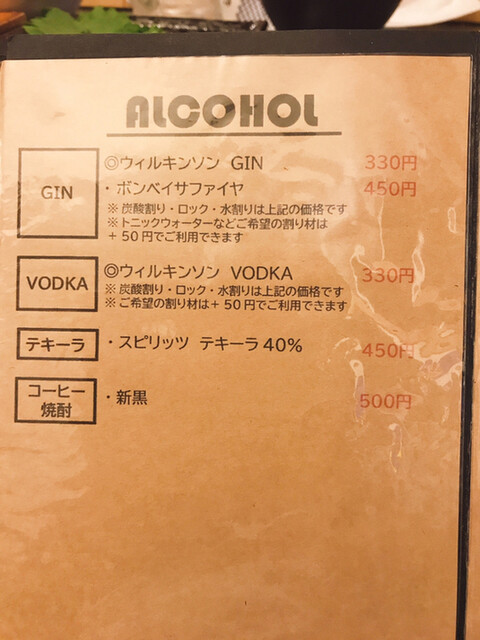 ALCOHOL
GIN
◎ウィルキンソン GIN 330円
・ボンベイサファイヤ 450円
※炭酸割り・ロック・水割りは上記の価格です
※トニックウォーターなどご希望の割り材は
+50円でご利用できます
VODKA
◎ウィルキンソン VODKA 330円
※炭酸割り・ロック・水割りは上記の価格です
※ご希望の割り材は+50円でご利用できます
テキーラ
・スピリッツ テキーラ40% 450円
コーヒー
焼酎
・新黒 500円